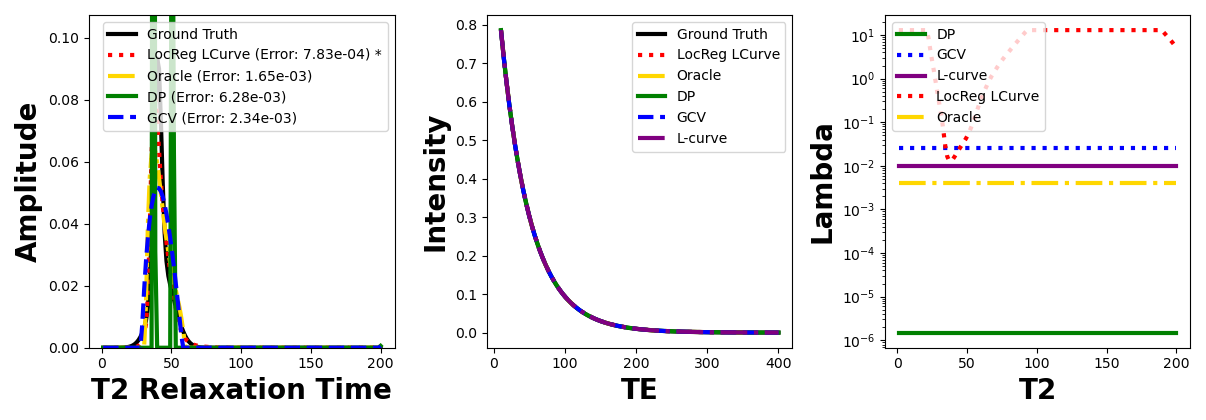 Amplitude
0.10
0.08
0.06
0.04
0.02
0.00
Ground Truth
LocReg LCurve (Error: 7.83e-04) *
Oracle (Error: 1.65e-03)
DP (Error: 6.28e-03)
GCV (Error: 2.34e-03)
0 50 100 150 200
T2 Relaxation Time
Intensity
0.8
0.7
0.6
0.5
0.4
0.3
0.2
0.1
0.0
Ground Truth
LocReg LCurve
Oracle
DP
GCV
L-curve
0 100 200 300 400
TE
Lambda
10^1
10^0
10^-1
10^-2
10^-3
10^-4
10^-5
10^-6
DP
GCV
L-curve
LocReg LCurve
Oracle
0 50 100 150 200
T2